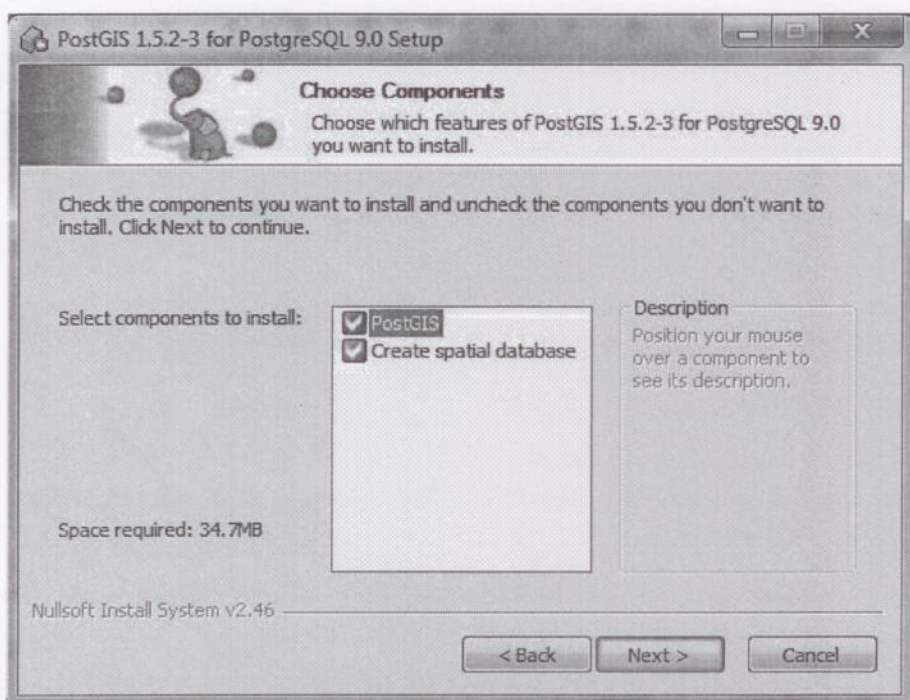 PostGIS 1.5.2-3 for PostgreSQL 9.0 Setup
Choose Components
Choose which features of PostGIS 1.5.2-3 for PostgreSQL 9.0
you want to install.
Check the components you want to install and uncheck the components you don't want to
install. Click Next to continue.
Select components to install:
PostGIS
Create spatial database
Description
Position your mouse
over a component to
see its description.
Space required: 34.7MB
Nullsoft Install System v2.46
< Back
Next >
Cancel